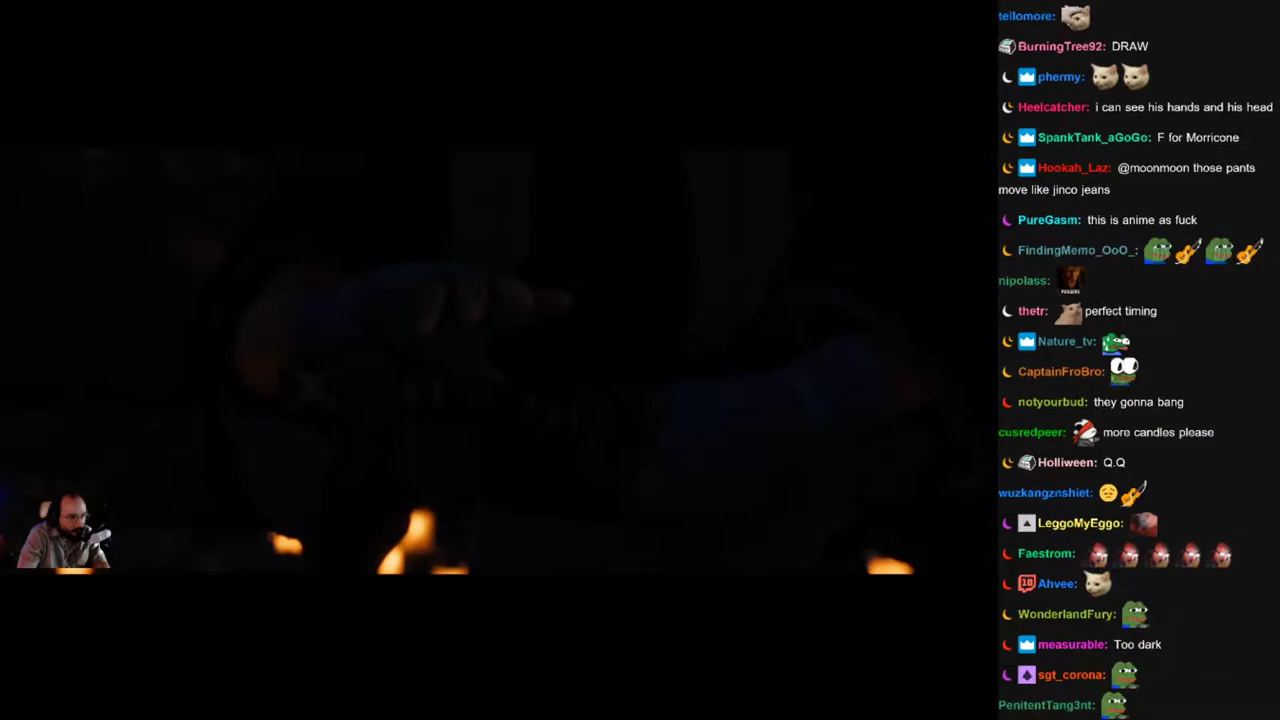 tellomore:
BurningTree92: DRAW
phermy:
Heelcatcher: i can see his hands and his head
SpankTank_aGoGo: F for Morricone
Hookah_Laz: @moonmoon those pants
move like jinco jeans
PureGasm: this is anime as fuck
FindingMemo_OoO_:
nipolass:
thetr: perfect timing
Nature_tv:
CaptainFroBro:
notyourbud: they gonna bang
cusredpeer: more candles please
Holliween: Q.Q
wuzkangznshiet:
LeggoMyEggo:
Faestrom:
Ahvee:
WonderlandFury:
measurable: Too dark
sgt_corona:
PenitentTang3nt: